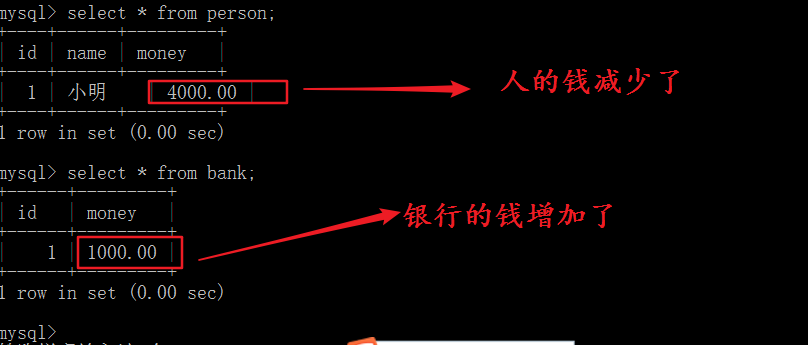 mysql> select * from person;
+----+------+---------+
| id | name | money |
+----+------+---------+
| 1 | 小明 | 4000.00 |
+----+------+---------+
1 row in set (0.00 sec)
人的钱减少了
mysql> select * from bank;
+------+---------+
| id | money |
+------+---------+
| 1 | 1000.00 |
+------+---------+
1 row in set (0.00 sec)
银行的钱增加了
mysql>